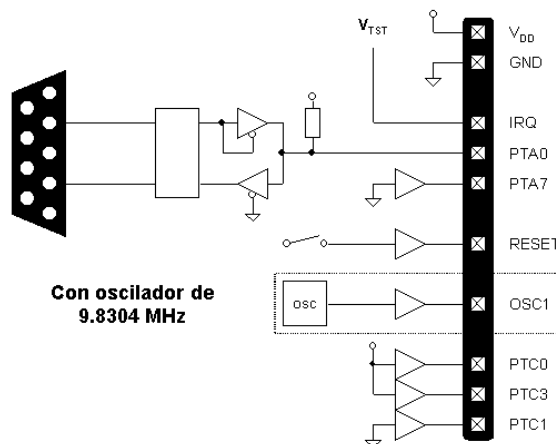 V_TST
V_DD
GND
IRQ
PTA0
PTA7
RESET
Con oscilador de
9.8304 MHz
OSC
OSC1
PTC0
PTC3
PTC1